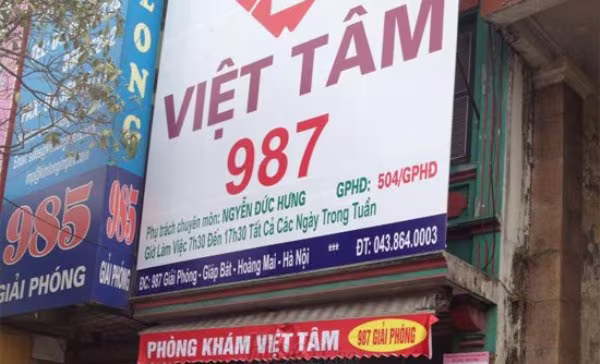 VIỆT TÂM
987
Phụ trách chuyên môn: NGUYỄN ĐỨC HƯNG GPHĐ: 504/GPHĐ
Giờ Làm Việc 7h30 Đến 17h30 Tất Cả Các Ngày Trong Tuần
ĐC: 987 Giải Phóng - Giáp Bát - Hoàng Mai - Hà Nội *** ĐT: 043.864.0003
PHÒNG KHÁM VIỆT TÂM 987 GIẢI PHÓNG
LONG
Email:
985
GIẢI PHÓNG
985
GIẢI PHÓNG